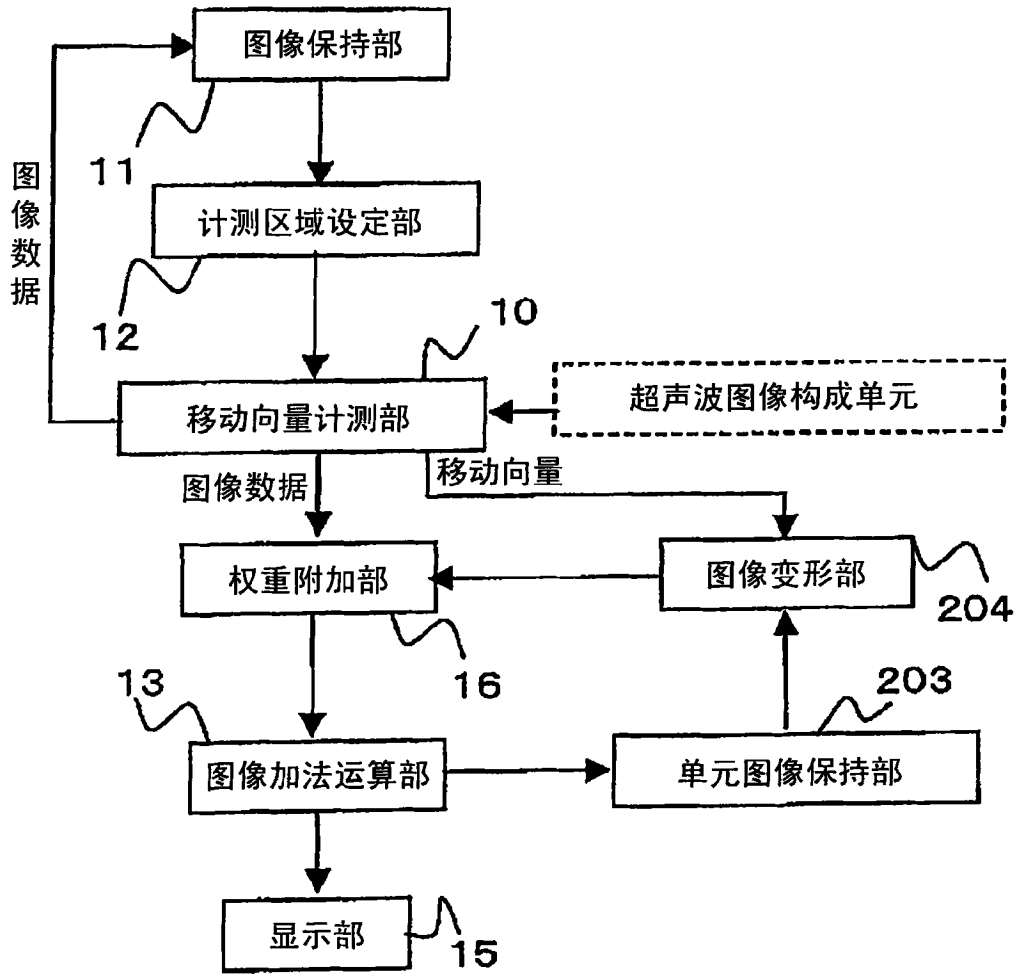 图像保持部
11
图像数据
计测区域设定部
12
10
移动向量计测部
超声波图像构成单元
图像数据
移动向量
权重附加部
图像变形部
204
16
13
203
图像加法运算部
单元图像保持部
显示部
15